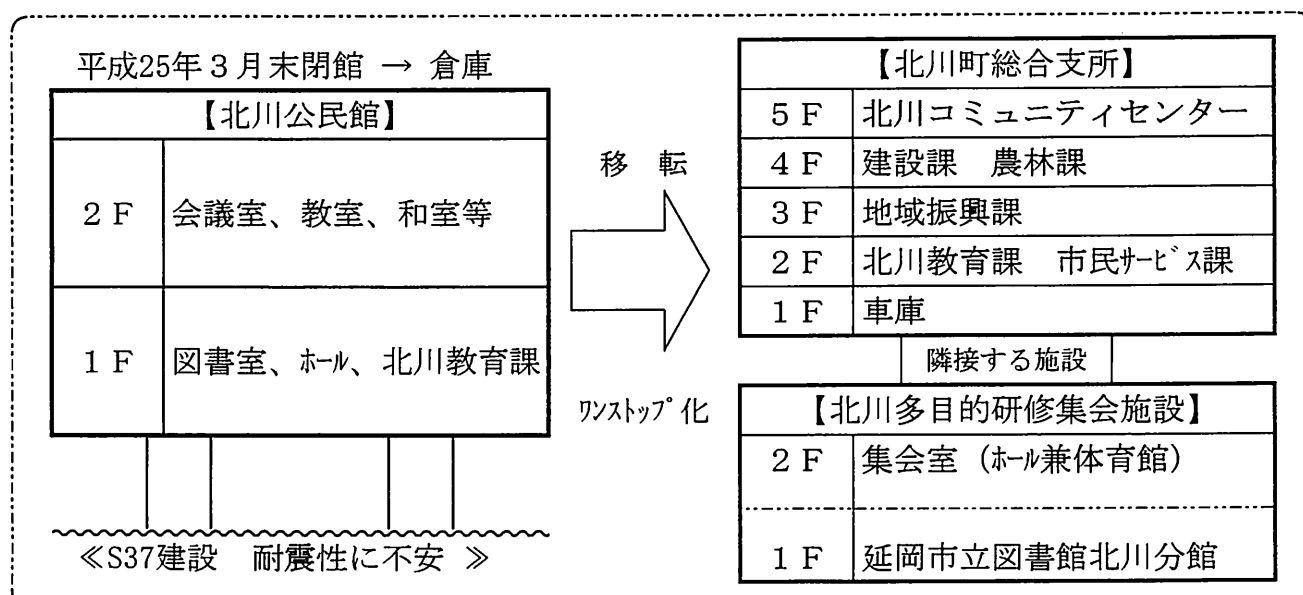 平成25年３月末閉館 → 倉庫
【北川公民館】
２Ｆ 会議室、教室、和室等
１Ｆ 図書室、ﾎｰﾙ、北川教育課
≪S37建設　耐震性に不安 ≫
移　転
ﾜﾝｽﾄｯﾌﾟ化
【北川町総合支所】
５Ｆ 北川コミュニティセンター
４Ｆ 建設課　農林課
３Ｆ 地域振興課
２Ｆ 北川教育課　市民ｻｰﾋﾞｽ課
１Ｆ 車庫
隣接する施設
【北川多目的研修集会施設】
２Ｆ 集会室（ﾎｰﾙ兼体育館）
１Ｆ 延岡市立図書館北川分館